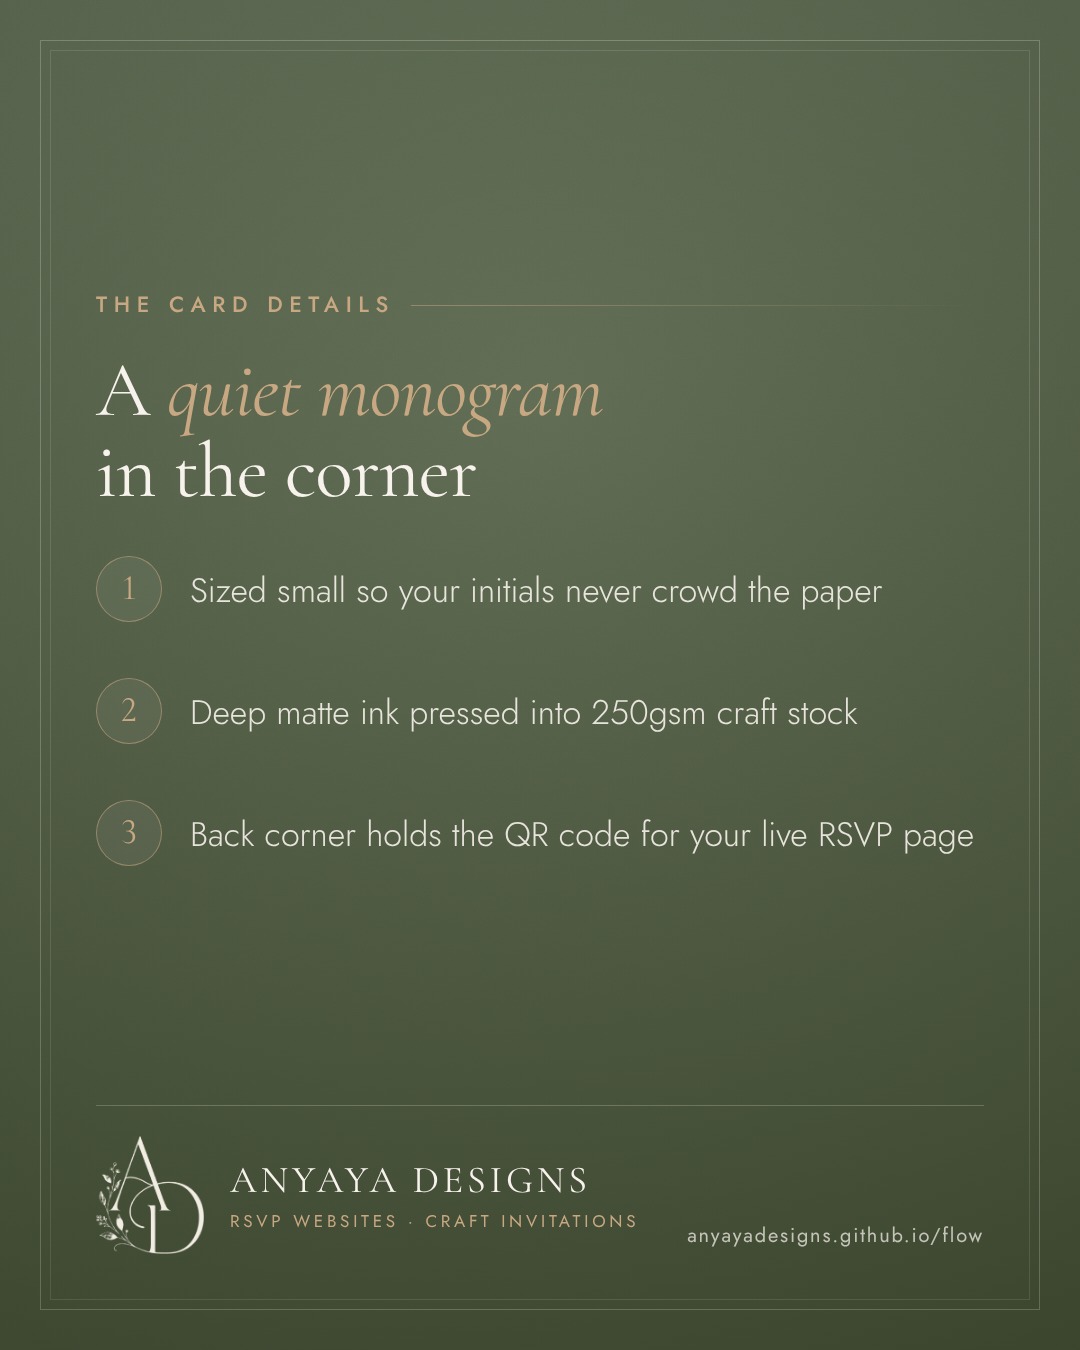 THE CARD DETAILS
A quiet monogram
in the corner
1 Sized small so your initials never crowd the paper
2 Deep matte ink pressed into 250gsm craft stock
3 Back corner holds the QR code for your live RSVP page
AD
ANYAYA DESIGNS
RSVP WEBSITES · CRAFT INVITATIONS
anyayadesigns.github.io/flow